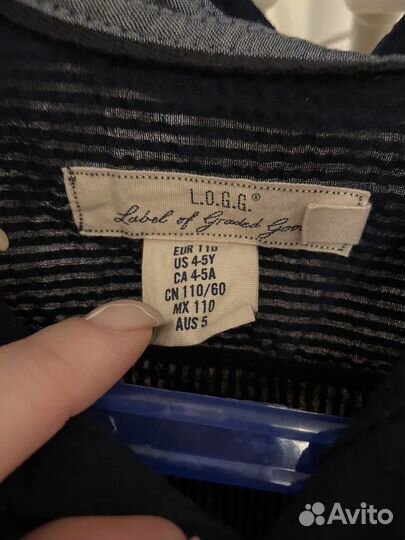 L.O.G.G.®
Label of Graded Goo
EUR 110
US 4-5Y
CA 4-5A
CN 110/60
MX 110
AUS 5
Avito